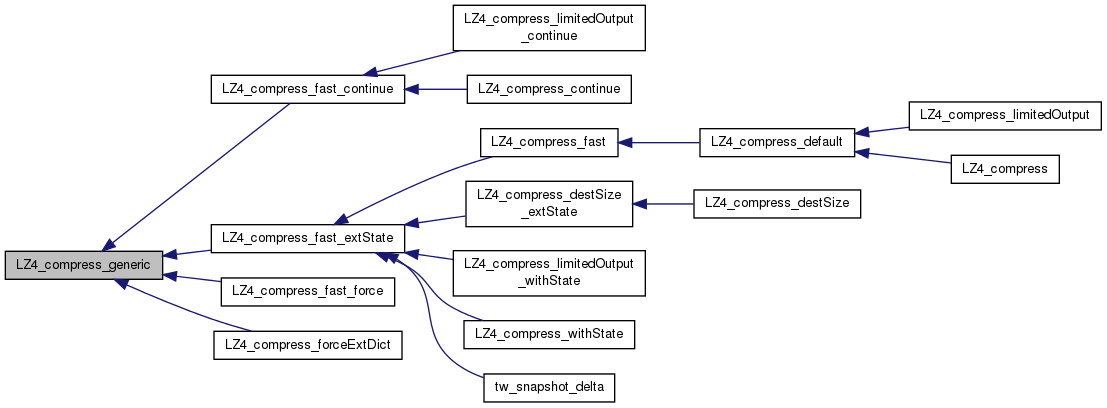 LZ4_compress_limitedOutput
_continue
LZ4_compress_fast_continue
LZ4_compress_continue
LZ4_compress_limitedOutput
LZ4_compress_fast
LZ4_compress_default
LZ4_compress
LZ4_compress_destSize
_extState
LZ4_compress_destSize
LZ4_compress_fast_extState
LZ4_compress_generic
LZ4_compress_limitedOutput
_withState
LZ4_compress_fast_force
LZ4_compress_withState
LZ4_compress_forceExtDict
tw_snapshot_delta